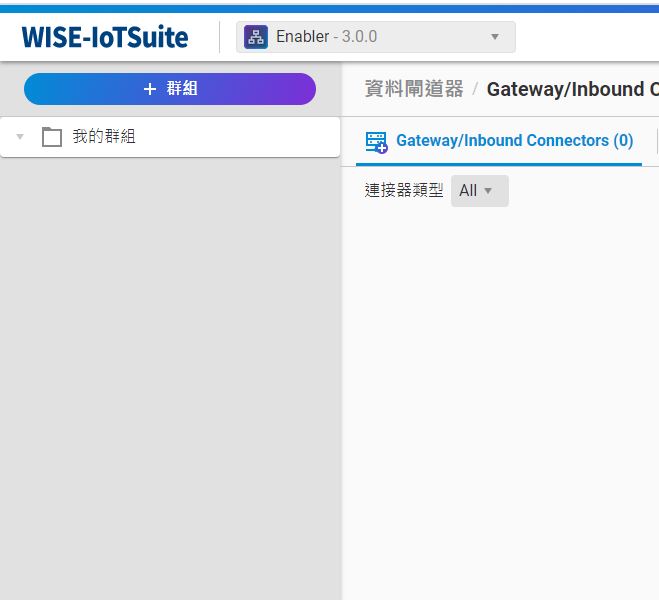 WISE-IoTSuite
Enabler - 3.0.0
+ 群組
資料閘道器 / Gateway/Inbound C
我的群組
Gateway/Inbound Connectors (0)
連接器類型 All